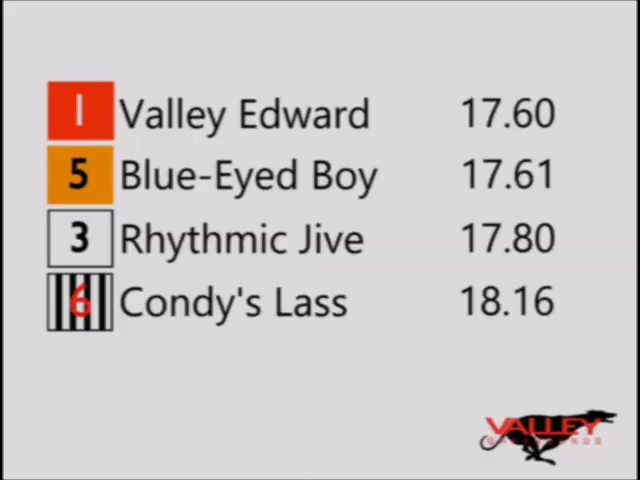 1 Valley Edward 17.60
5 Blue-Eyed Boy 17.61
3 Rhythmic Jive 17.80
6 Condy's Lass 18.16
VALLEY
GREYHOUNDS